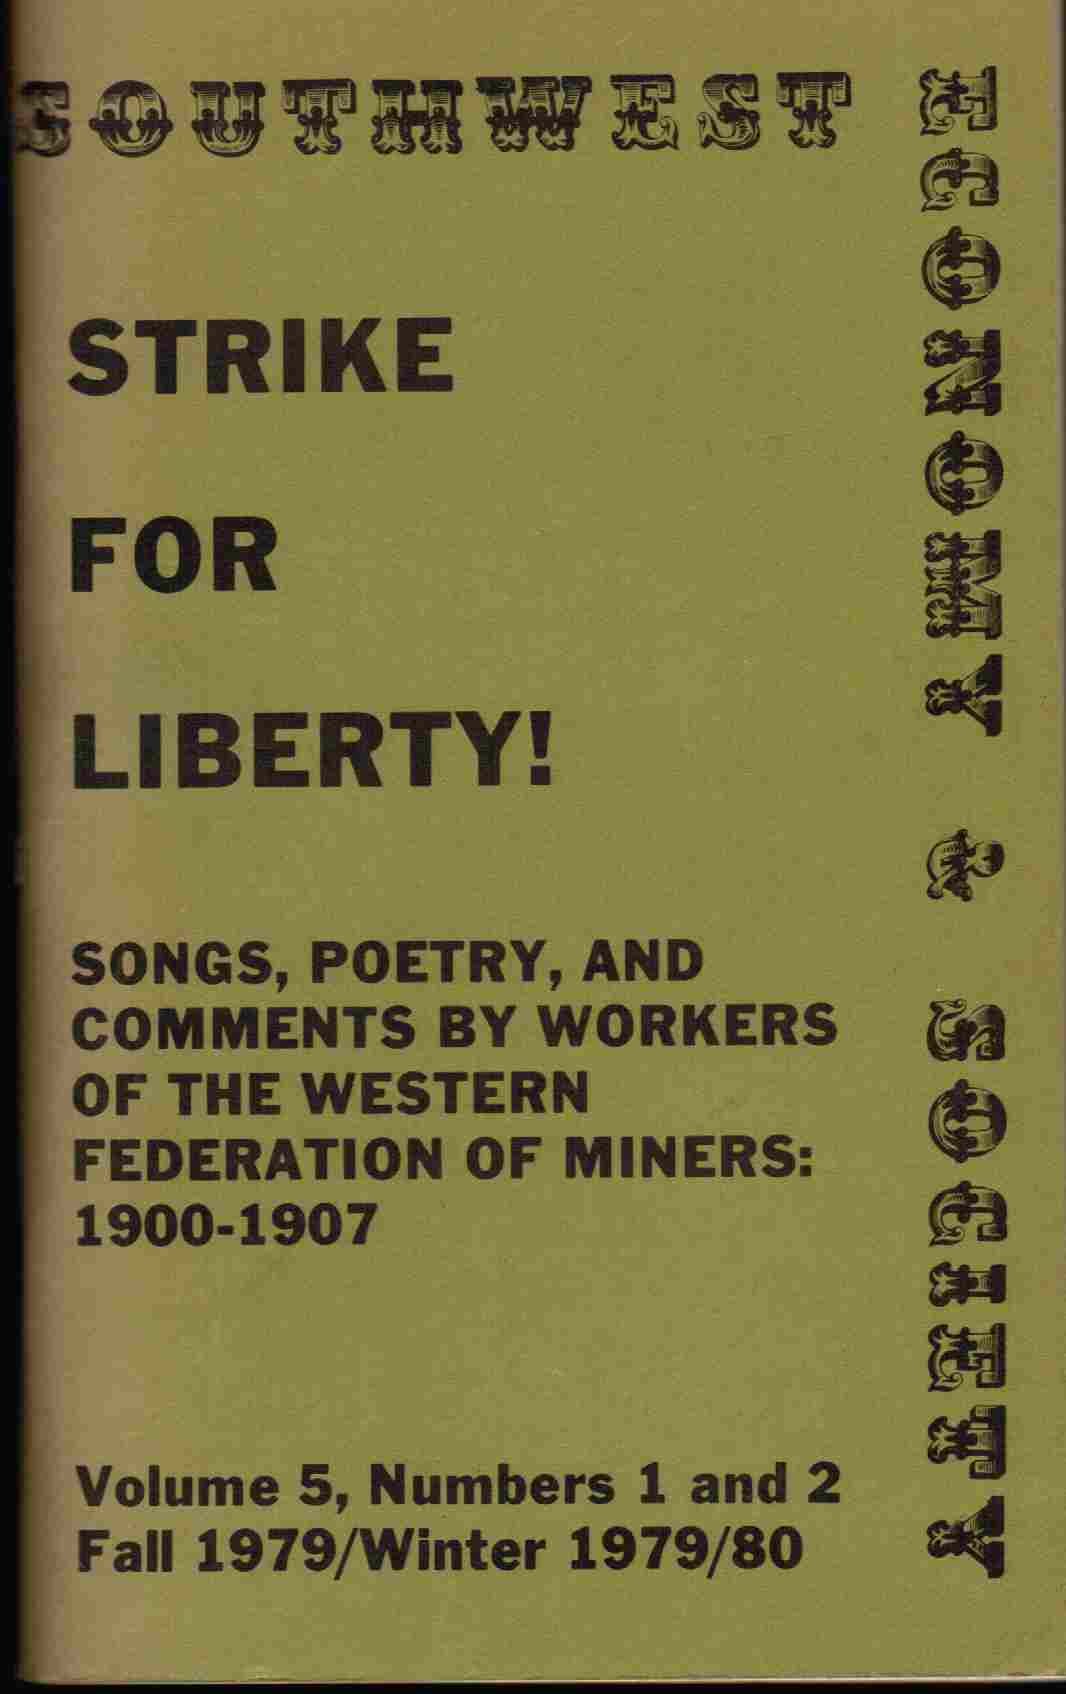 SOUTHWEST
ECONOMY & SOCIETY
STRIKE
FOR
LIBERTY!
SONGS, POETRY, AND
COMMENTS BY WORKERS
OF THE WESTERN
FEDERATION OF MINERS:
1900-1907
Volume 5, Numbers 1 and 2
Fall 1979/Winter 1979/80